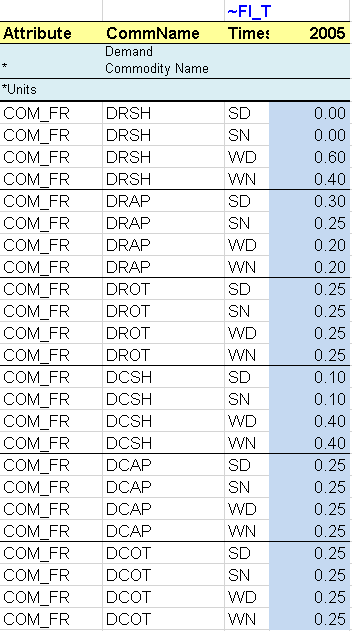 ~FI_T
Attribute CommName Times 2005
Demand
* Commodity Name
*Units
COM_FR DRSH SD 0.00
COM_FR DRSH SN 0.00
COM_FR DRSH WD 0.60
COM_FR DRSH WN 0.40
COM_FR DRAP SD 0.30
COM_FR DRAP SN 0.25
COM_FR DRAP WD 0.20
COM_FR DRAP WN 0.20
COM_FR DROT SD 0.25
COM_FR DROT SN 0.25
COM_FR DROT WD 0.25
COM_FR DROT WN 0.25
COM_FR DCSH SD 0.10
COM_FR DCSH SN 0.10
COM_FR DCSH WD 0.40
COM_FR DCSH WN 0.40
COM_FR DCAP SD 0.25
COM_FR DCAP SN 0.25
COM_FR DCAP WD 0.25
COM_FR DCAP WN 0.25
COM_FR DCOT SD 0.25
COM_FR DCOT SN 0.25
COM_FR DCOT WD 0.25
COM_FR DCOT WN 0.25